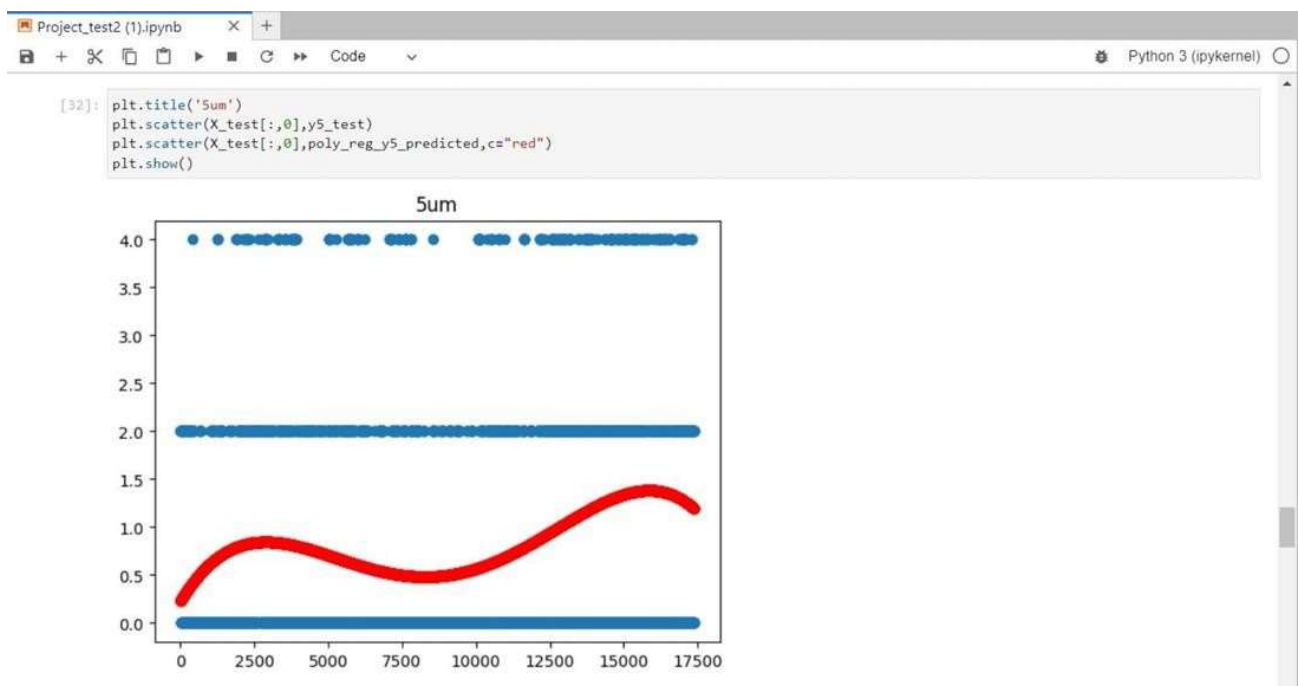 Project_test2 (1).ipynb
Code
Python 3 (ipykernel)
[32]: plt.title('5um')
plt.scatter(X_test[:,0],y5_test)
plt.scatter(X_test[:,0],poly_reg_y5_predicted,c="red")
plt.show()
5um
4.0
3.5
3.0
2.5
2.0
1.5
1.0
0.5
0.0
0 2500 5000 7500 10000 12500 15000 17500